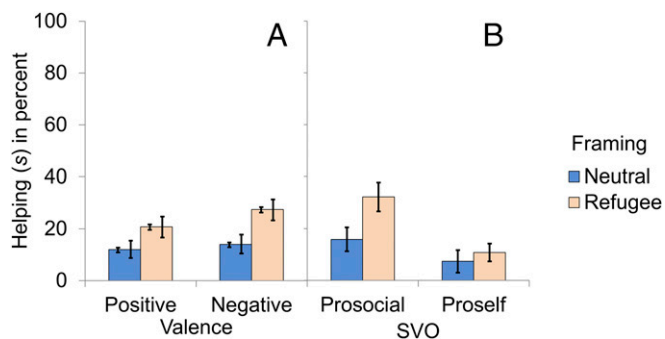 Helping (s) in percent
100
80
60
40
20
0
A
B
Positive
Negative
Valence
Prosocial
Proself
SVO
Framing
Neutral
Refugee